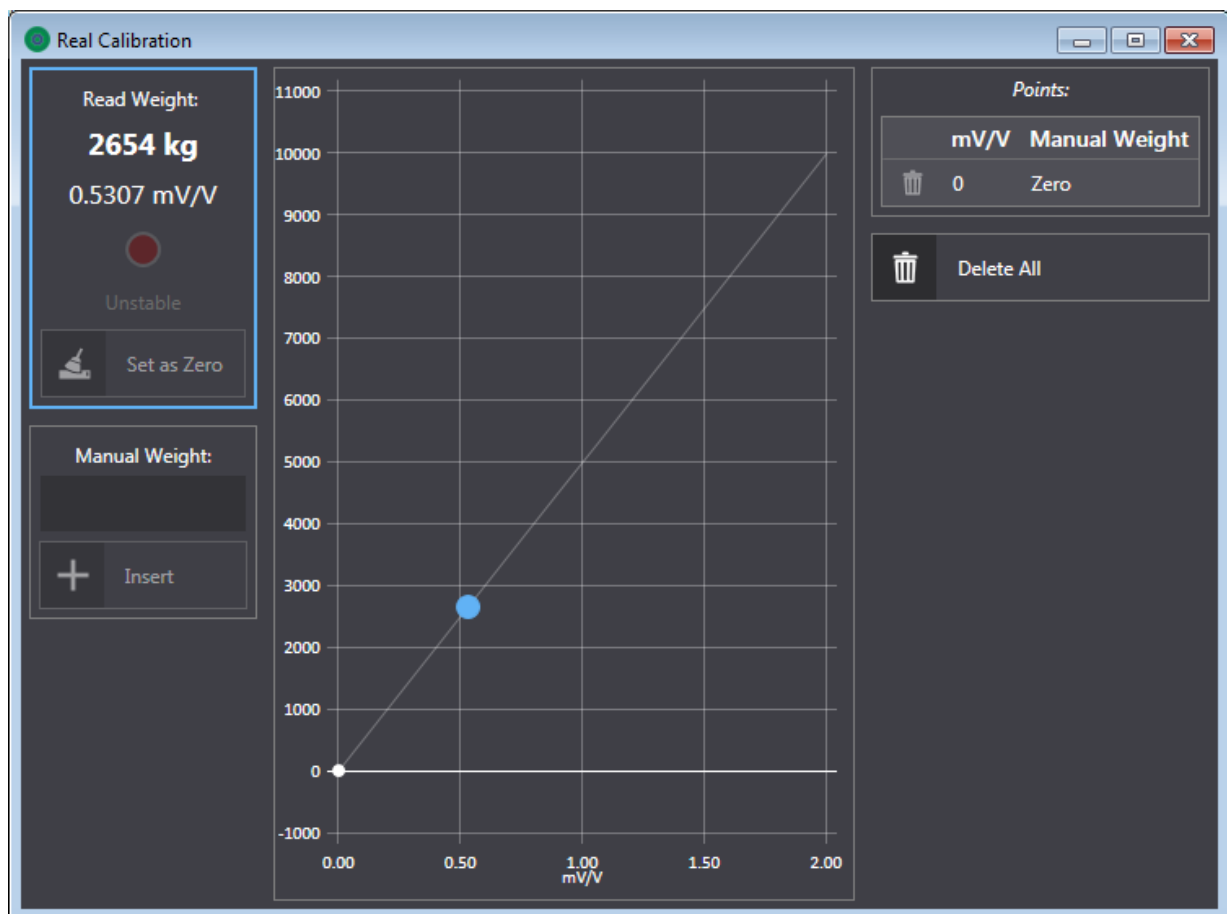 Real Calibration
Read Weight:
2654 kg
0.5307 mV/V
Unstable
Set as Zero
Manual Weight:
Insert
11000
10000
9000
8000
7000
6000
5000
4000
3000
2000
1000
0
-1000
0.00 0.50 1.00 1.50 2.00
mV/V
Points:
mV/V Manual Weight
0 Zero
Delete All